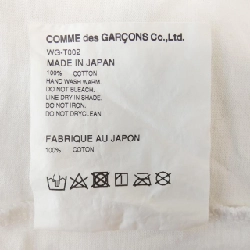 COMME des GARÇONS Co.,Ltd.
WG-T002
MADE IN JAPAN
100% COTTON
HAND WASH WARM.
DO NOT BLEACH.
LINE DRY IN SHADE.
DO NOT IRON.
DO NOT DRYCLEAN
FABRIQUE AU JAPON
100% COTON